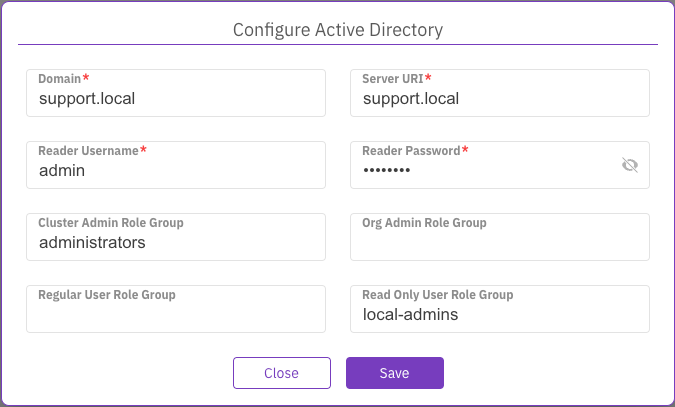 Configure Active Directory
Domain*
Server URI*
support.local
support.local
Reader Username*
Reader Password*
admin
••••••••
Cluster Admin Role Group
Org Admin Role Group
administrators
Regular User Role Group
Read Only User Role Group
local-admins
Close
Save